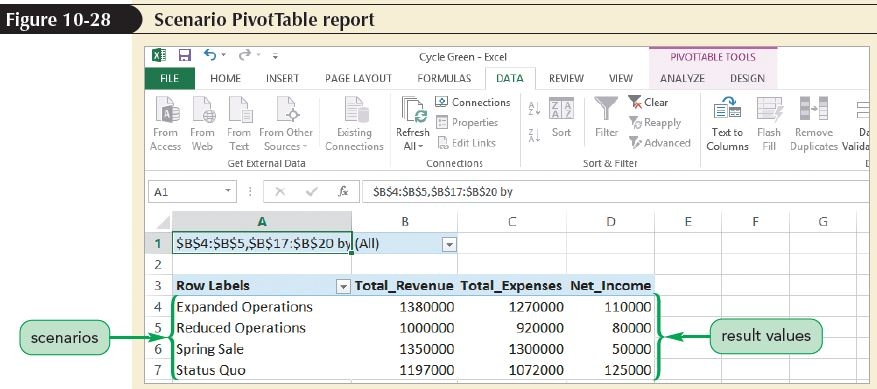 Figure 10-28 Scenario PivotTable report
Cycle Green - Excel
PIVOTTABLE TOOLS
FILE HOME INSERT PAGE LAYOUT FORMULAS DATA REVIEW VIEW ANALYZE DESIGN
From Access
From Web
From Text
From Other Sources
Existing Connections
Get External Data
Refresh All
Connections
Properties
Edit Links
Connections
Sort
Filter
Clear
Reapply
Advanced
Sort & Filter
Text to Columns
Flash Fill
Remove Duplicates
A1
fx
$B$4:$B$5,$B$17:$B$20 by
A B C D E F G
1 $B$4:$B$5,$B$17:$B$20 by (All)
2
3 Row Labels Total_Revenue Total_Expenses Net_Income
4 Expanded Operations 1380000 1270000 110000
5 Reduced Operations 1000000 920000 80000
6 Spring Sale 1350000 1300000 50000
7 Status Quo 1197000 1072000 125000
scenarios
result values